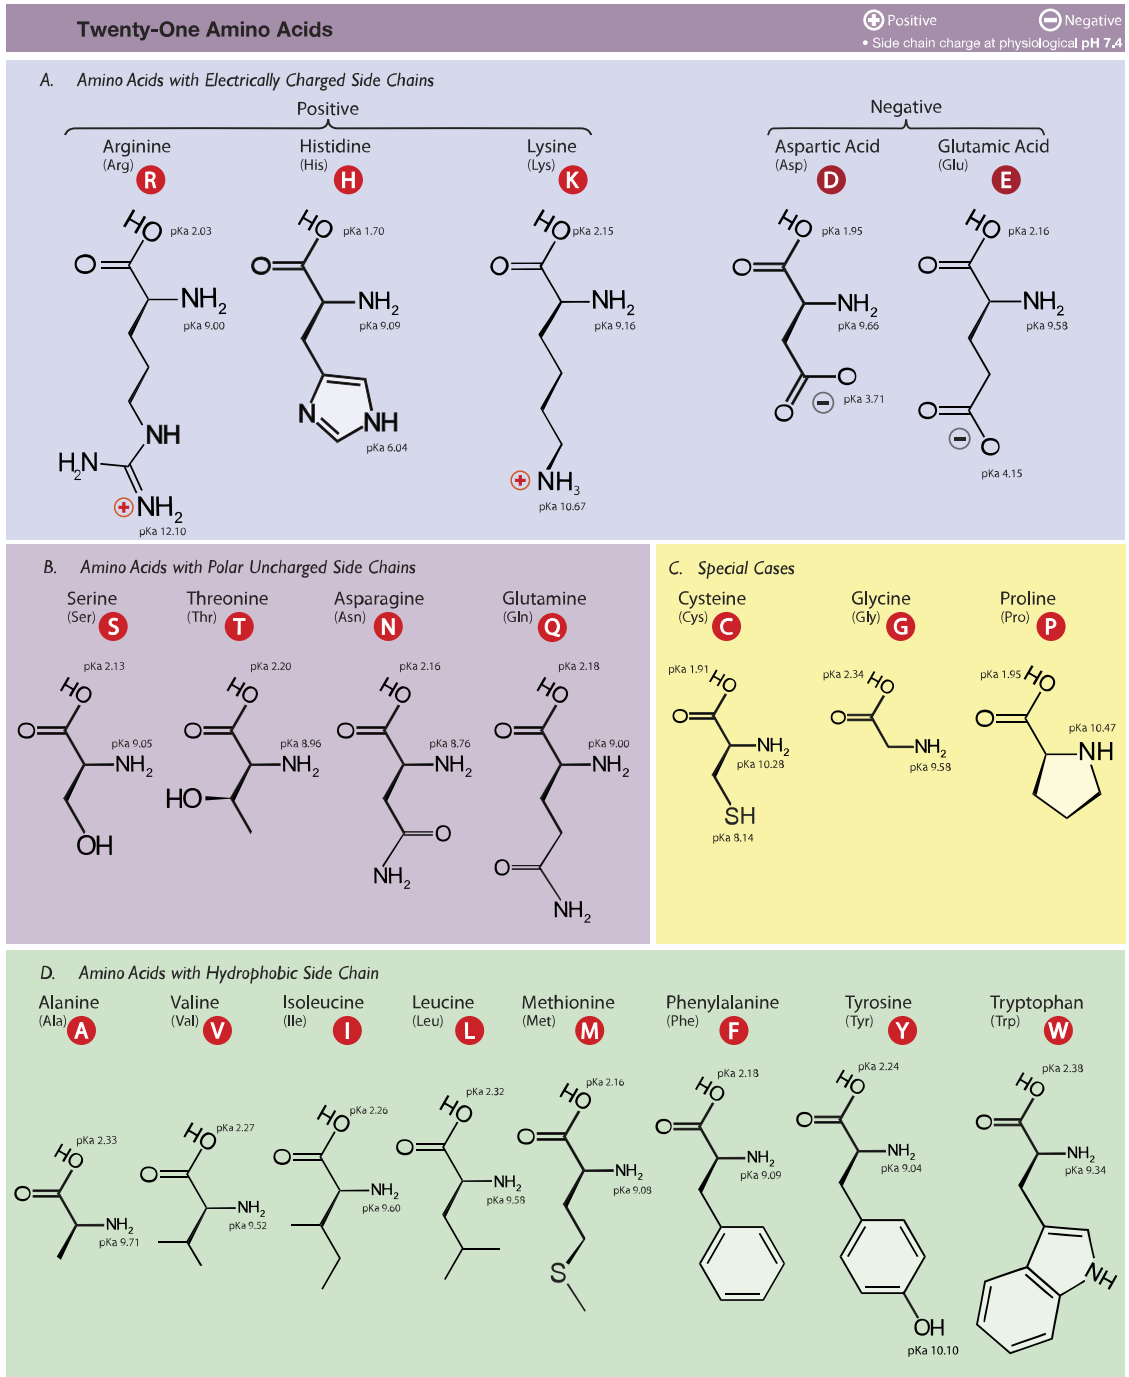 Twenty-One Amino Acids
+ Positive
− Negative
• Side chain charge at physiological pH 7.4
A. Amino Acids with Electrically Charged Side Chains
Positive
Negative
Arginine
(Arg)
R
Histidine
(His)
H
Lysine
(Lys)
K
Aspartic Acid
(Asp)
D
Glutamic Acid
(Glu)
E
HO
pKa 2.03
O
NH2
pKa 9.00
NH
H2N
+ NH2
pKa 12.10
HO
pKa 1.70
O
NH2
pKa 9.09
N
NH
pKa 6.04
HO
pKa 2.15
O
NH2
pKa 9.16
+ NH3
pKa 10.67
HO
pKa 1.95
O
NH2
pKa 9.66
O
O
−
pKa 3.71
HO
pKa 2.16
O
NH2
pKa 9.58
O
−
O
pKa 4.15
B. Amino Acids with Polar Uncharged Side Chains
Serine
(Ser)
S
Threonine
(Thr)
T
Asparagine
(Asn)
N
Glutamine
(Gln)
Q
pKa 2.13
HO
O
pKa 9.05
NH2
OH
pKa 2.20
HO
O
pKa 8.96
NH2
HO
pKa 2.16
HO
O
pKa 8.76
NH2
O
NH2
pKa 2.18
HO
O
pKa 9.00
NH2
O
NH2
C. Special Cases
Cysteine
(Cys)
C
Glycine
(Gly)
G
Proline
(Pro)
P
pKa 1.91
HO
O
NH2
pKa 10.28
SH
pKa 8.14
pKa 2.34
HO
O
NH2
pKa 9.58
pKa 1.95
HO
O
pKa 10.47
NH
D. Amino Acids with Hydrophobic Side Chain
Alanine
(Ala)
A
Valine
(Val)
V
Isoleucine
(Ile)
I
Leucine
(Leu)
L
Methionine
(Met)
M
Phenylalanine
(Phe)
F
Tyrosine
(Tyr)
Y
Tryptophan
(Trp)
W
pKa 2.33
HO
O
NH2
pKa 9.71
pKa 2.27
HO
O
NH2
pKa 9.52
pKa 2.26
HO
O
NH2
pKa 9.60
pKa 2.32
HO
O
NH2
pKa 9.58
pKa 2.16
HO
O
NH2
pKa 9.08
S
pKa 2.18
HO
O
NH2
pKa 9.09
pKa 2.24
HO
O
NH2
pKa 9.04
OH
pKa 10.10
pKa 2.38
HO
O
NH2
pKa 9.34
NH